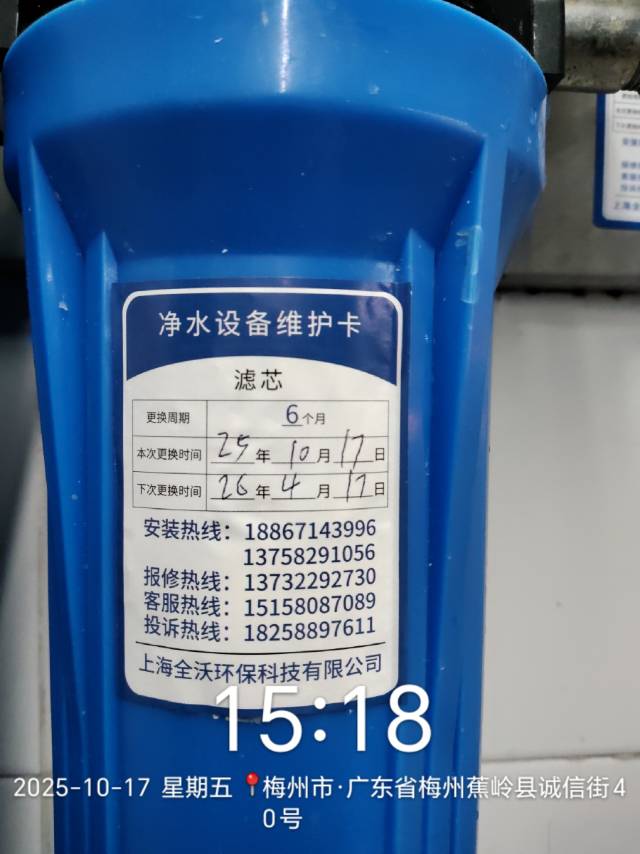 净水设备维护卡
滤芯
更换周期 6个月
本次更换时间 25年10月17日
下次更换时间 26年4月17日
安装热线：18867143996
13758291056
报修热线：13732292730
客服热线：15158087089
投诉热线：18258897611
上海全沃环保科技有限公司
15:18
2025-10-17 星期五 📍梅州市·广东省梅州蕉岭县诚信街4
0号